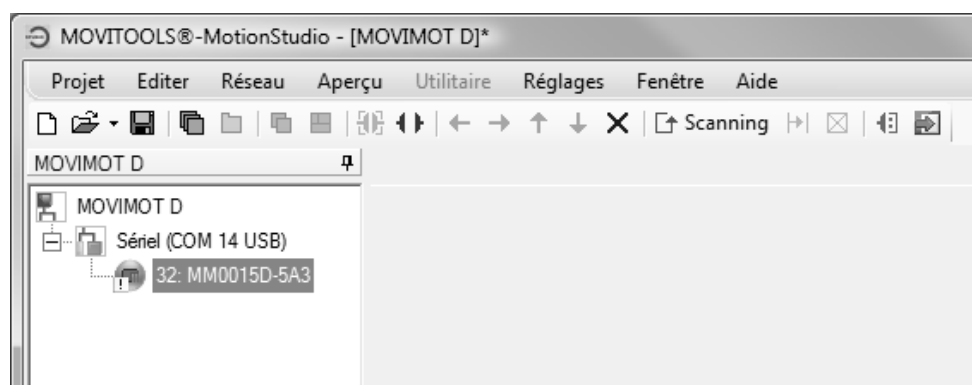 MOVITOOLS®-MotionStudio - [MOVIMOT D]*
Projet Editer Réseau Aperçu Utilitaire Réglages Fenêtre Aide
Scanning
MOVIMOT D
MOVIMOT D
Sériel (COM 14 USB)
32: MM0015D-5A3